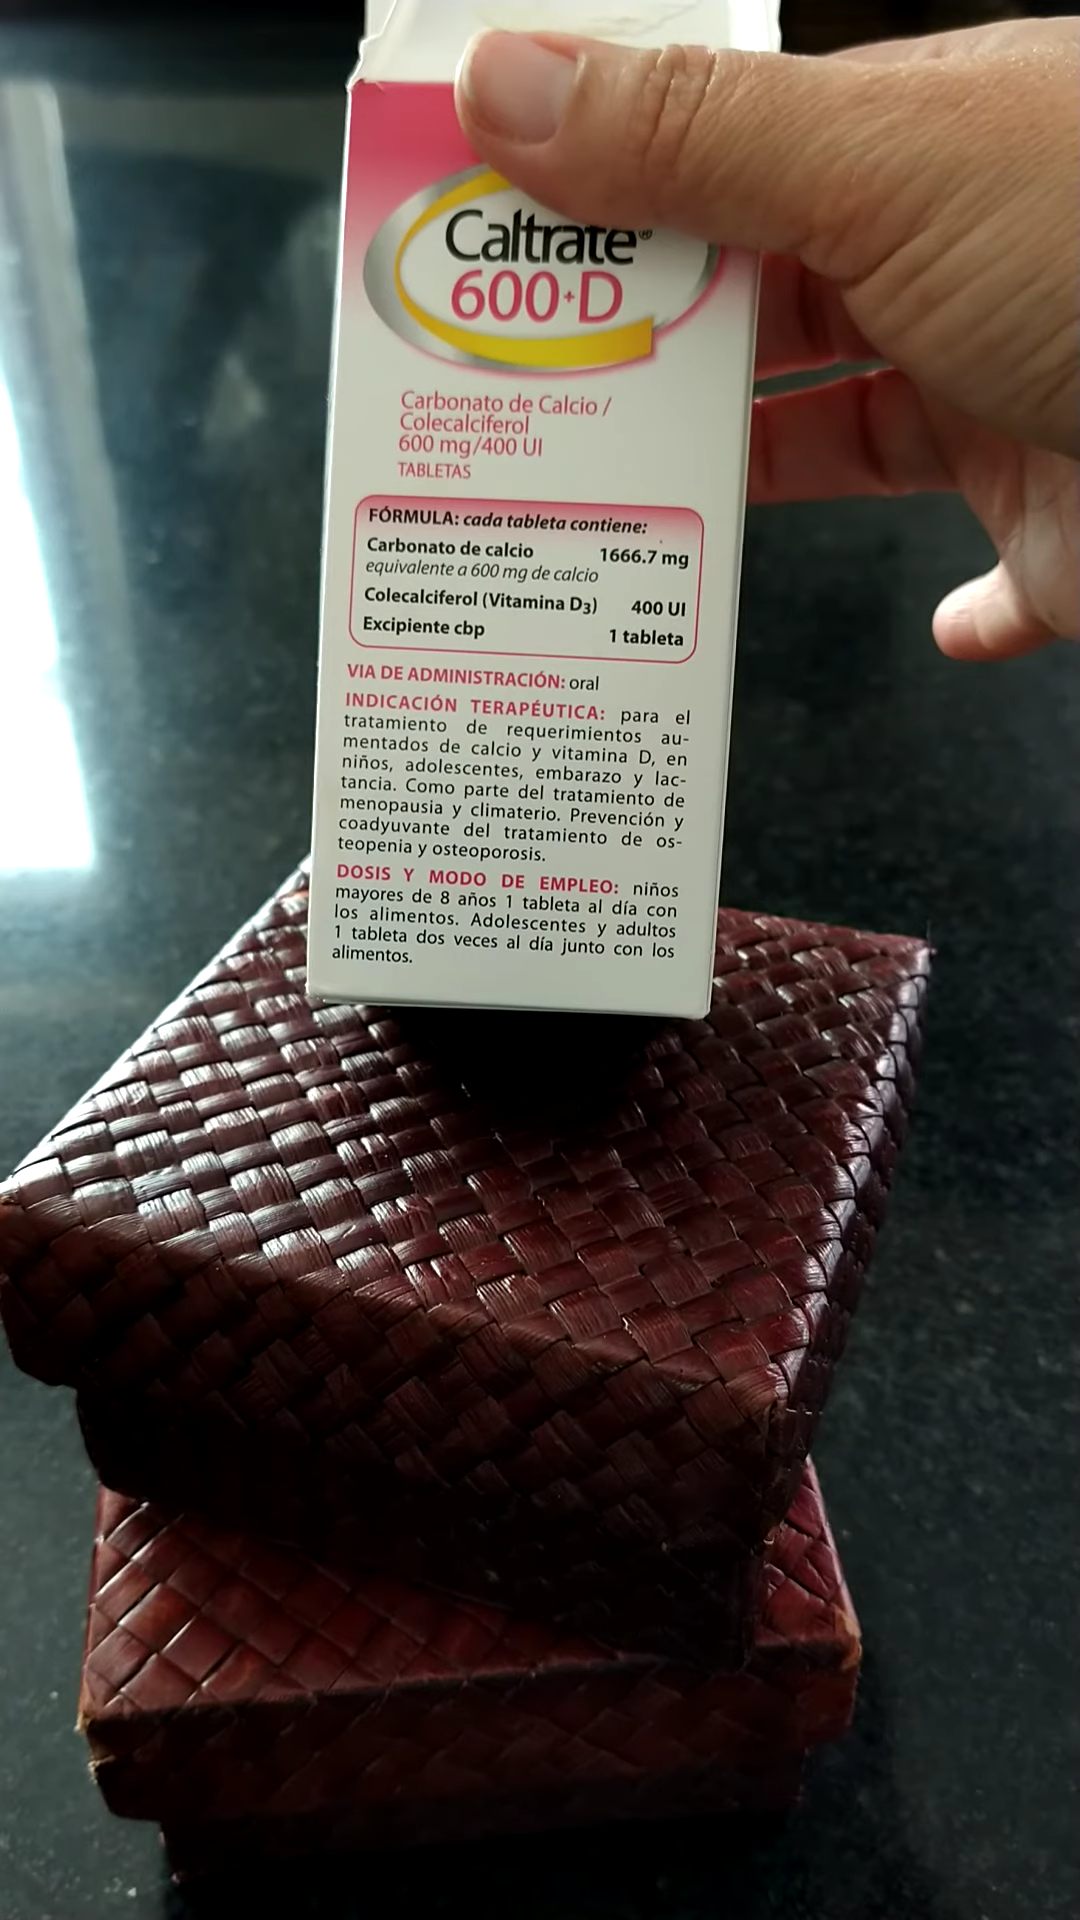 Caltrate®
600+D
Carbonato de Calcio /
Colecalciferol
600 mg/400 UI
TABLETAS
FÓRMULA: cada tableta contiene:
Carbonato de calcio 1666.7 mg
equivalente a 600 mg de calcio
Colecalciferol (Vitamina D3) 400 UI
Excipiente cbp 1 tableta
VIA DE ADMINISTRACIÓN: oral
INDICACIÓN TERAPÉUTICA: para el
tratamiento de requerimientos au-
mentados de calcio y vitamina D, en
niños, adolescentes, embarazo y lac-
tancia. Como parte del tratamiento de
menopausia y climaterio. Prevención y
coadyuvante del tratamiento de os-
teopenia y osteoporosis.
DOSIS Y MODO DE EMPLEO: niños
mayores de 8 años 1 tableta al día con
los alimentos. Adolescentes y adultos
1 tableta dos veces al día junto con los
alimentos.